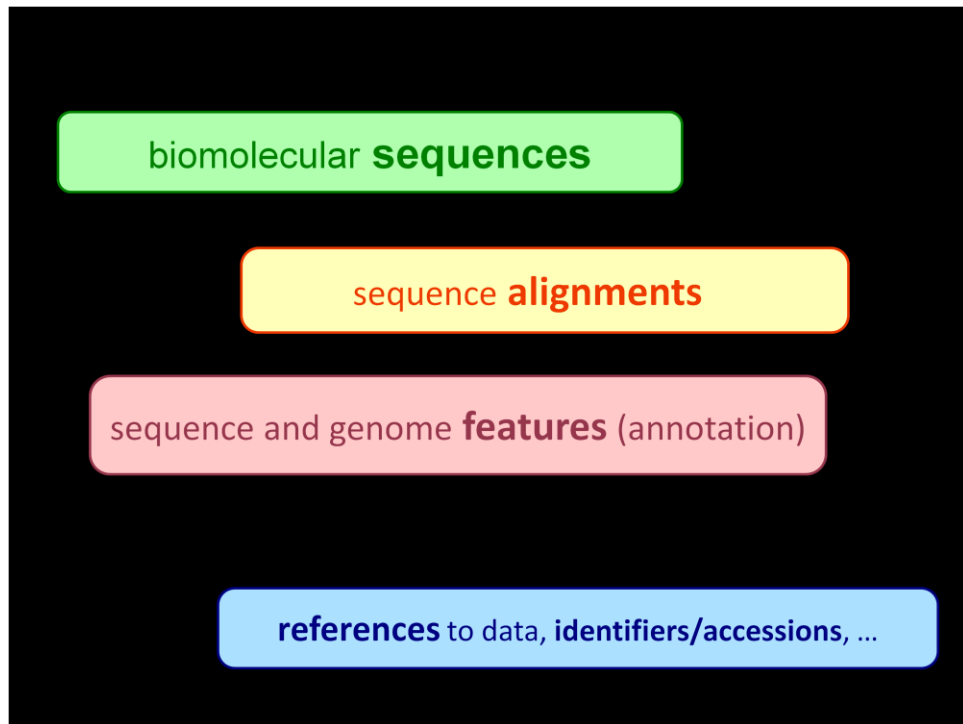 biomolecular sequences
sequence alignments
sequence and genome features (annotation)
references to data, identifiers/accessions, ...